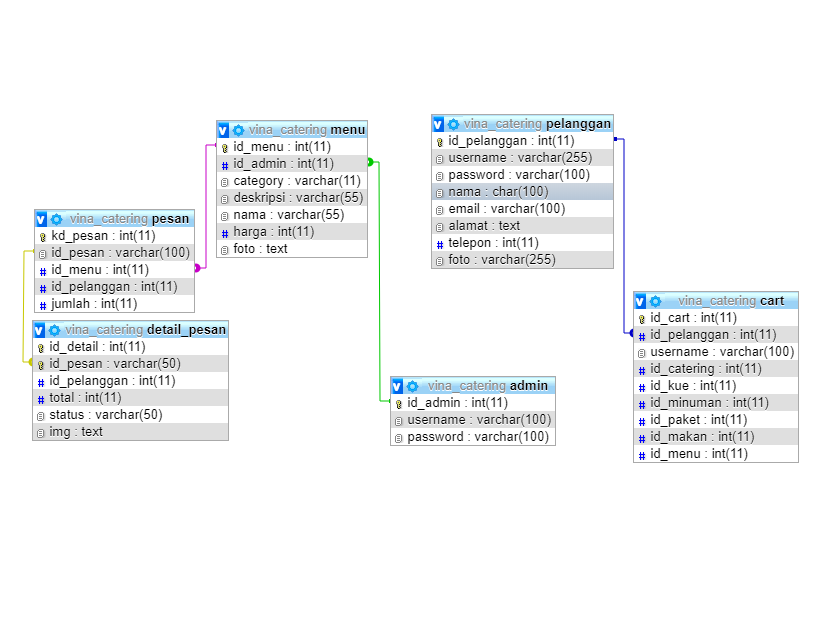 vina_catering menu
id_menu : int(11)
id_admin : int(11)
category : varchar(11)
deskripsi : varchar(55)
nama : varchar(55)
harga : int(11)
foto : text
vina_catering pelanggan
id_pelanggan : int(11)
username : varchar(255)
password : varchar(100)
nama : char(100)
email : varchar(100)
alamat : text
telepon : int(11)
foto : varchar(255)
vina_catering pesan
kd_pesan : int(11)
id_pesan : varchar(100)
id_menu : int(11)
id_pelanggan : int(11)
jumlah : int(11)
vina_catering detail_pesan
id_detail : int(11)
id_pesan : varchar(50)
id_pelanggan : int(11)
total : int(11)
status : varchar(50)
img : text
vina_catering admin
id_admin : int(11)
username : varchar(100)
password : varchar(100)
vina_catering cart
id_cart : int(11)
id_pelanggan : int(11)
username : varchar(100)
id_catering : int(11)
id_kue : int(11)
id_minuman : int(11)
id_paket : int(11)
id_makan : int(11)
id_menu : int(11)